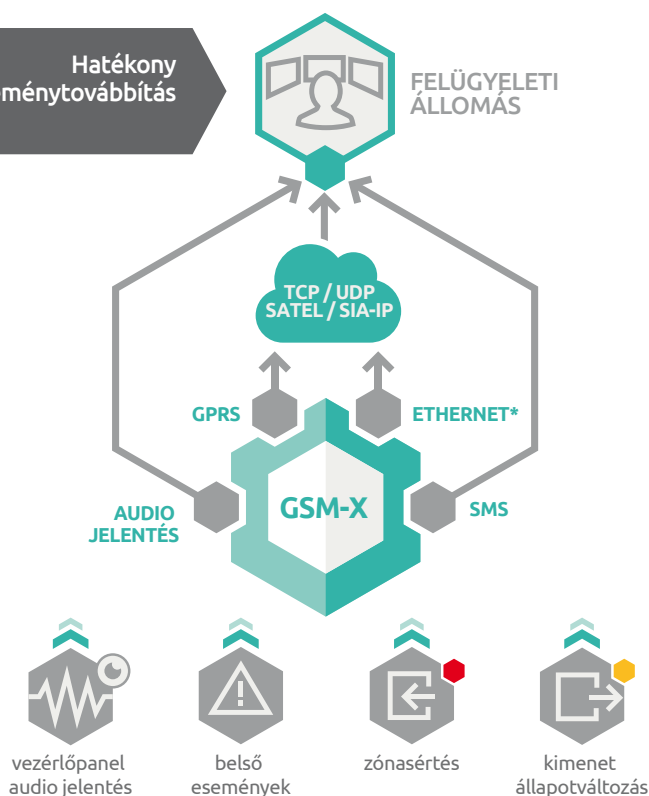 Hatékony
FELÜGYELETI
ÁLLOMÁS
TCP / UDP
SATEL / SIA-IP
GPRS
ETHERNET*
GSM-X
AUDIO
JELENTÉS
SMS
vezérlőpanel
audio jelentés
belső
események
zónasértés
kimenet
állapotváltozás